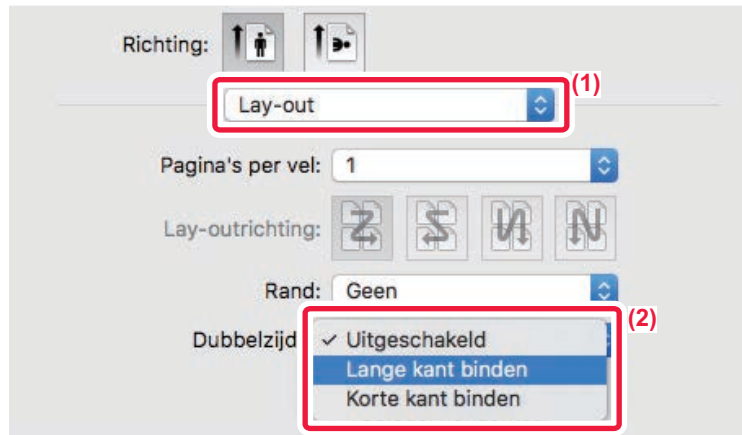 Richting:
(1)
Lay-out
Pagina's per vel: 1
Lay-outrichting:
Rand: Geen
(2)
Dubbelzijd
✓ Uitgeschakeld
Lange kant binden
Korte kant binden